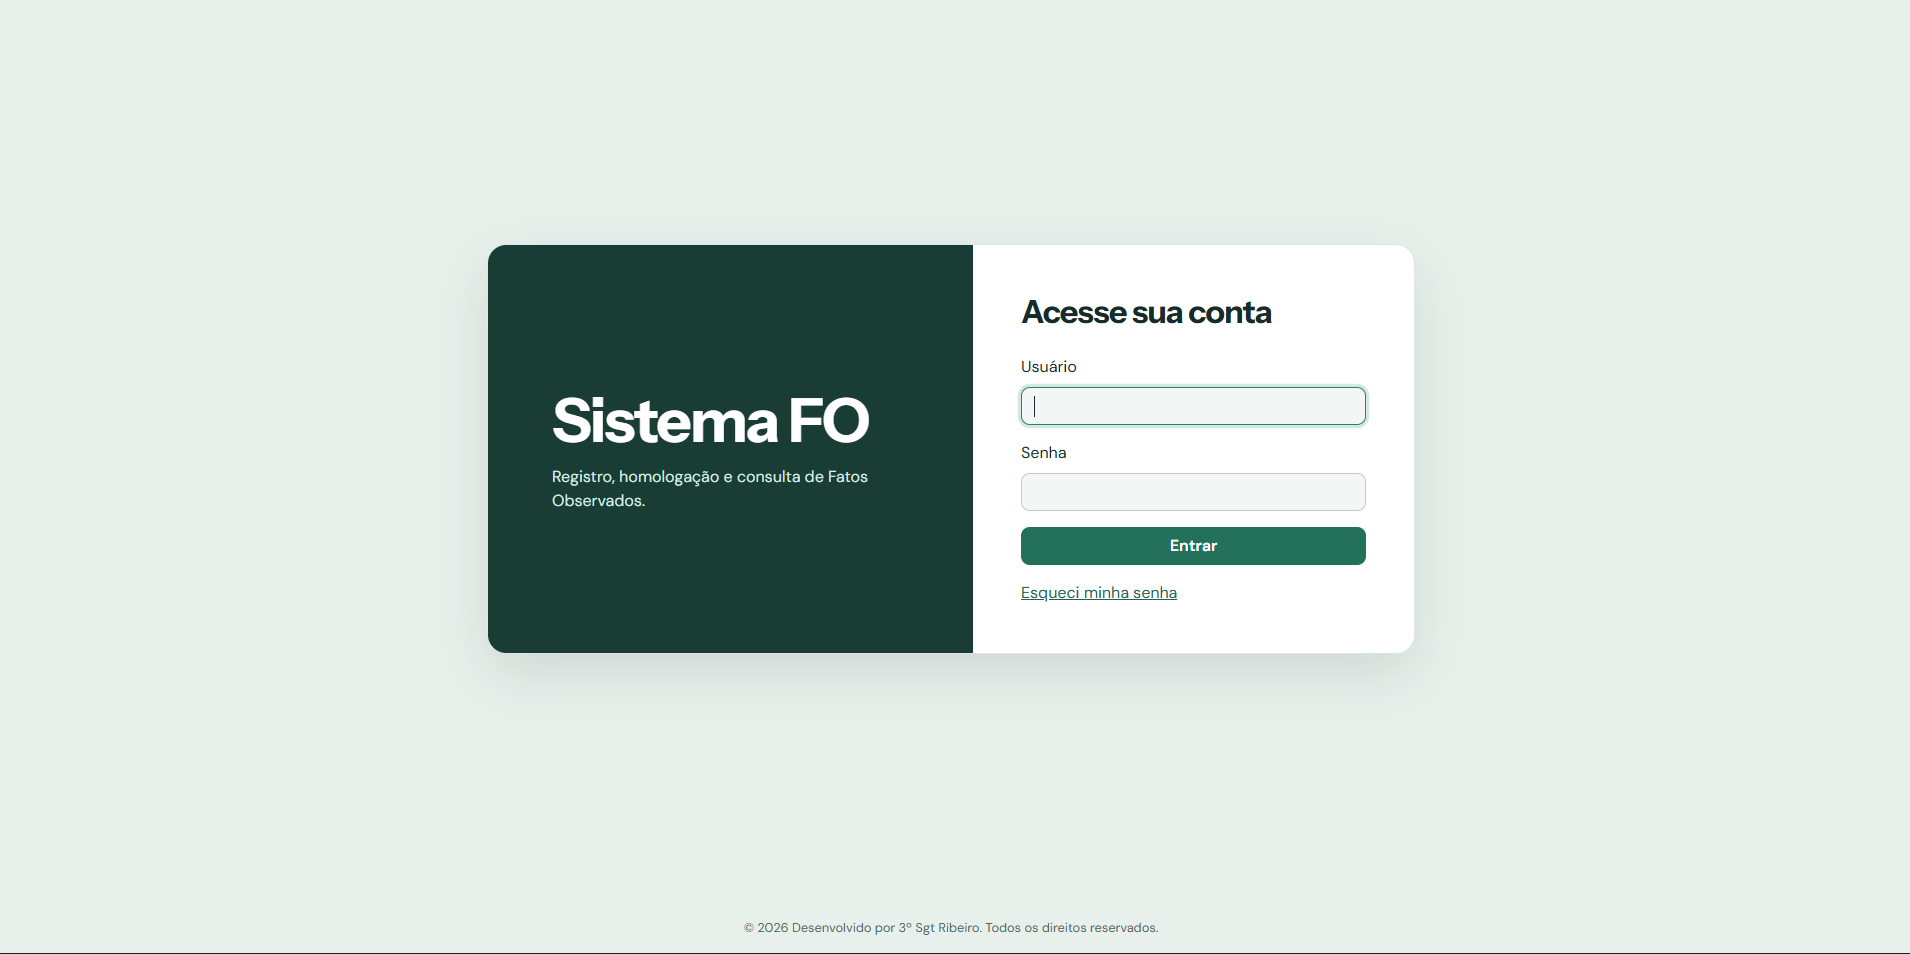 Sistema FO
Registro, homologação e consulta de Fatos
Observados.
Acesse sua conta
Usuário
Senha
Entrar
Esqueci minha senha
© 2026 Desenvolvido por 3º Sgt Ribeiro. Todos os direitos reservados.